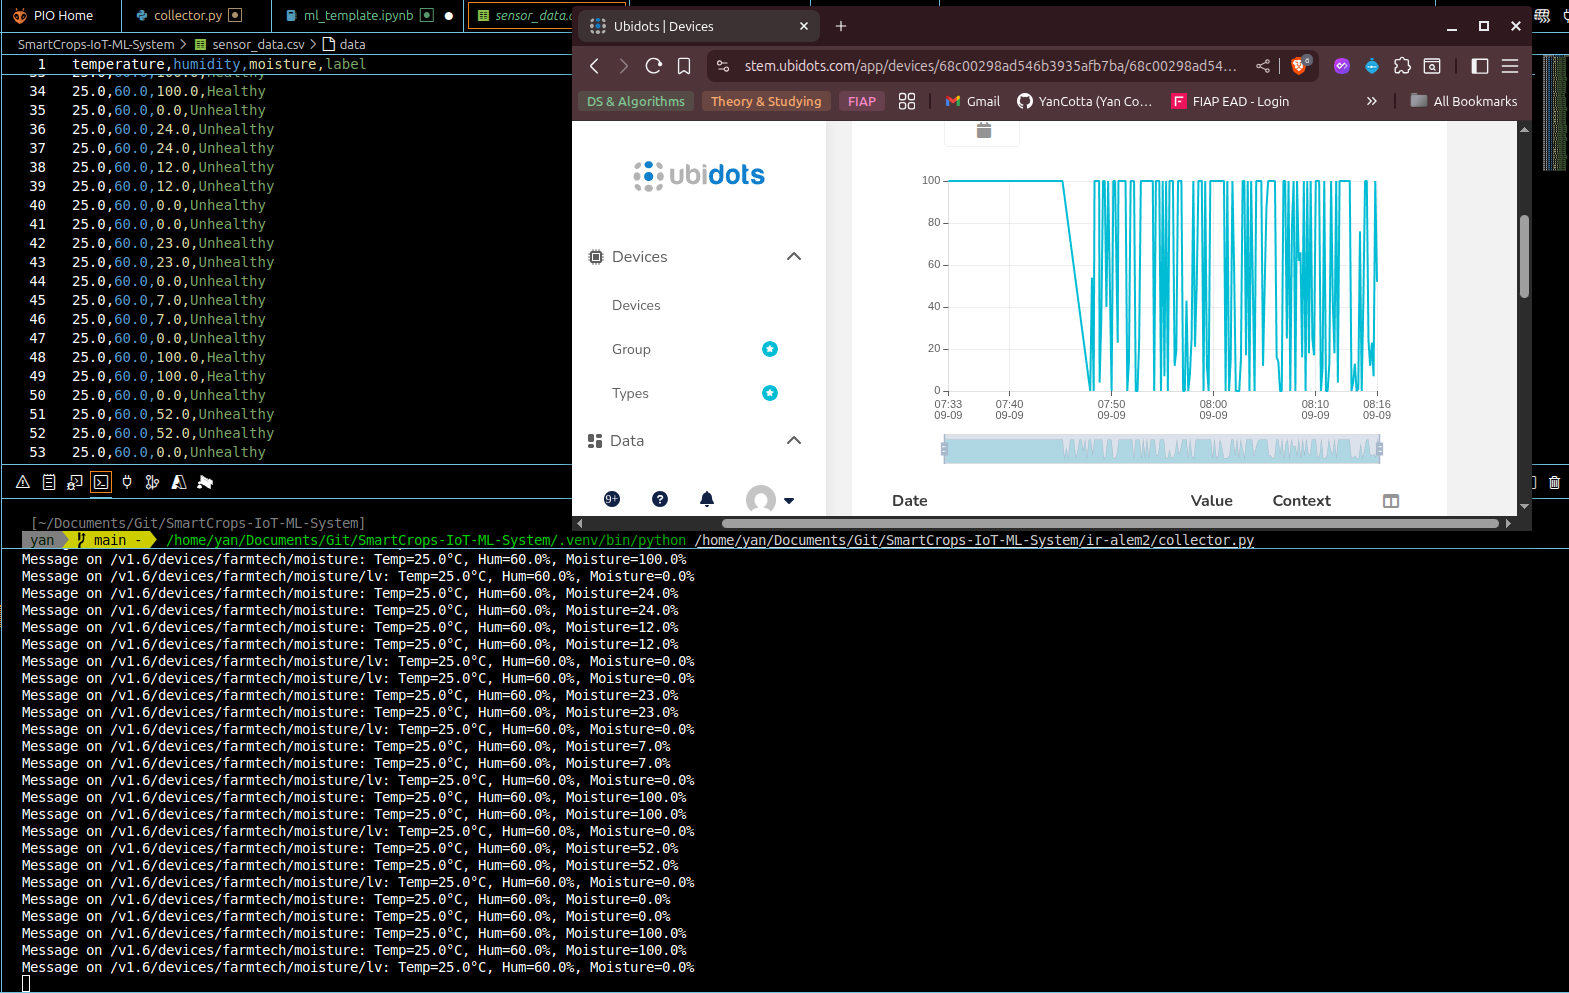 PIO Home
collector.py
ml_template.ipynb
sensor_data.c
SmartCrops-IoT-ML-System > sensor_data.csv > data
1 temperature,humidity,moisture,label
34 25.0,60.0,100.0,Healthy
35 25.0,60.0,0.0,Unhealthy
36 25.0,60.0,24.0,Unhealthy
37 25.0,60.0,24.0,Unhealthy
38 25.0,60.0,12.0,Unhealthy
39 25.0,60.0,12.0,Unhealthy
40 25.0,60.0,0.0,Unhealthy
41 25.0,60.0,0.0,Unhealthy
42 25.0,60.0,23.0,Unhealthy
43 25.0,60.0,23.0,Unhealthy
44 25.0,60.0,0.0,Unhealthy
45 25.0,60.0,7.0,Unhealthy
46 25.0,60.0,7.0,Unhealthy
47 25.0,60.0,0.0,Unhealthy
48 25.0,60.0,100.0,Healthy
49 25.0,60.0,100.0,Healthy
50 25.0,60.0,0.0,Unhealthy
51 25.0,60.0,52.0,Unhealthy
52 25.0,60.0,52.0,Unhealthy
53 25.0,60.0,0.0,Unhealthy
Ubidots | Devices
stem.ubidots.com/app/devices/68c00298ad546b3935afb7ba/68c00298ad54...
6
DS & Algorithms
Theory & Studying
FIAP
Gmail
YanCotta (Yan Co...
FIAP EAD - Login
»
All Bookmarks
ubidots
Devices
Devices
Group
Types
Data
9+
?
100
80
60
40
20
0
07:33 07:40 07:50 08:00 08:10 08:16
09-09 09-09 09-09 09-09 09-09 09-09
Date Value Context
[~/Documents/Git/SmartCrops-IoT-ML-System]
yan main - /home/yan/Documents/Git/SmartCrops-IoT-ML-System/.venv/bin/python /home/yan/Documents/Git/SmartCrops-IoT-ML-System/ir-alem2/collector.py
Message on /v1.6/devices/farmtech/moisture: Temp=25.0°C, Hum=60.0%, Moisture=100.0%
Message on /v1.6/devices/farmtech/moisture/lv: Temp=25.0°C, Hum=60.0%, Moisture=0.0%
Message on /v1.6/devices/farmtech/moisture: Temp=25.0°C, Hum=60.0%, Moisture=24.0%
Message on /v1.6/devices/farmtech/moisture: Temp=25.0°C, Hum=60.0%, Moisture=24.0%
Message on /v1.6/devices/farmtech/moisture: Temp=25.0°C, Hum=60.0%, Moisture=12.0%
Message on /v1.6/devices/farmtech/moisture: Temp=25.0°C, Hum=60.0%, Moisture=12.0%
Message on /v1.6/devices/farmtech/moisture/lv: Temp=25.0°C, Hum=60.0%, Moisture=0.0%
Message on /v1.6/devices/farmtech/moisture/lv: Temp=25.0°C, Hum=60.0%, Moisture=0.0%
Message on /v1.6/devices/farmtech/moisture: Temp=25.0°C, Hum=60.0%, Moisture=23.0%
Message on /v1.6/devices/farmtech/moisture: Temp=25.0°C, Hum=60.0%, Moisture=23.0%
Message on /v1.6/devices/farmtech/moisture/lv: Temp=25.0°C, Hum=60.0%, Moisture=0.0%
Message on /v1.6/devices/farmtech/moisture: Temp=25.0°C, Hum=60.0%, Moisture=7.0%
Message on /v1.6/devices/farmtech/moisture: Temp=25.0°C, Hum=60.0%, Moisture=7.0%
Message on /v1.6/devices/farmtech/moisture/lv: Temp=25.0°C, Hum=60.0%, Moisture=0.0%
Message on /v1.6/devices/farmtech/moisture: Temp=25.0°C, Hum=60.0%, Moisture=100.0%
Message on /v1.6/devices/farmtech/moisture: Temp=25.0°C, Hum=60.0%, Moisture=100.0%
Message on /v1.6/devices/farmtech/moisture/lv: Temp=25.0°C, Hum=60.0%, Moisture=0.0%
Message on /v1.6/devices/farmtech/moisture: Temp=25.0°C, Hum=60.0%, Moisture=52.0%
Message on /v1.6/devices/farmtech/moisture: Temp=25.0°C, Hum=60.0%, Moisture=52.0%
Message on /v1.6/devices/farmtech/moisture/lv: Temp=25.0°C, Hum=60.0%, Moisture=0.0%
Message on /v1.6/devices/farmtech/moisture: Temp=25.0°C, Hum=60.0%, Moisture=0.0%
Message on /v1.6/devices/farmtech/moisture: Temp=25.0°C, Hum=60.0%, Moisture=0.0%
Message on /v1.6/devices/farmtech/moisture: Temp=25.0°C, Hum=60.0%, Moisture=100.0%
Message on /v1.6/devices/farmtech/moisture: Temp=25.0°C, Hum=60.0%, Moisture=100.0%
Message on /v1.6/devices/farmtech/moisture/lv: Temp=25.0°C, Hum=60.0%, Moisture=0.0%